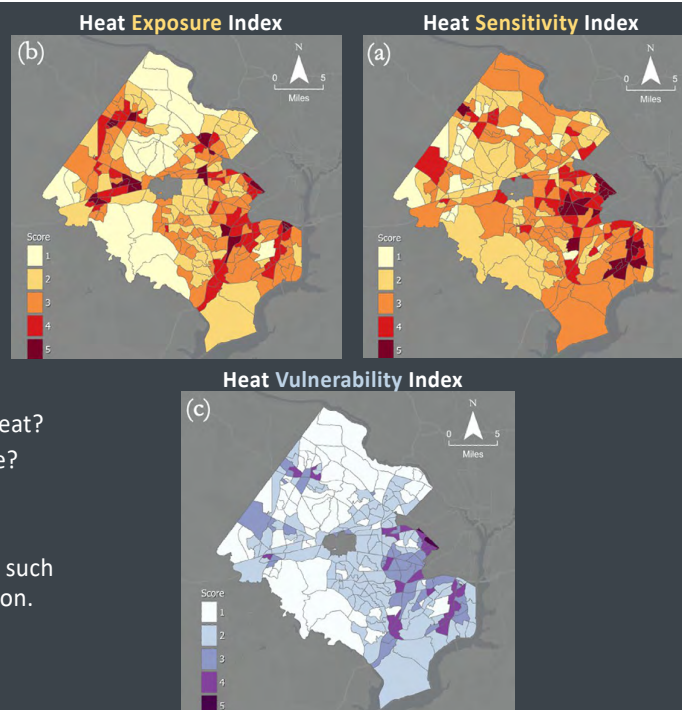 Heat Exposure Index
Heat Sensitivity Index
(b)
N
0 5
Miles
Score
1
2
3
4
5
(a)
N
0 5
Miles
Score
1
2
3
4
5
eat?
e?
such
on.
Heat Vulnerability Index
(c)
N
0 5
Miles
Score
1
2
3
4
5